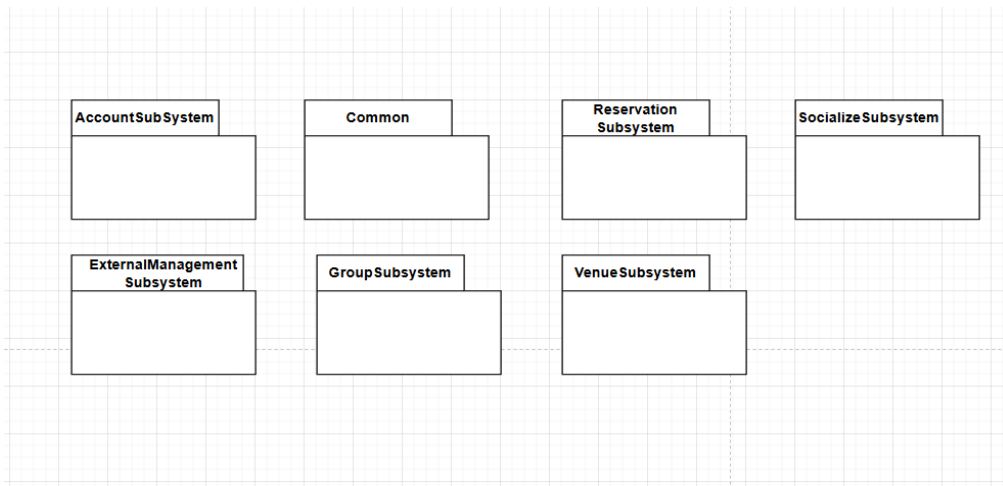 AccountSubSystem
Common
Reservation
Subsystem
SocializeSubsystem
ExternalManagement
Subsystem
GroupSubsystem
VenueSubsystem